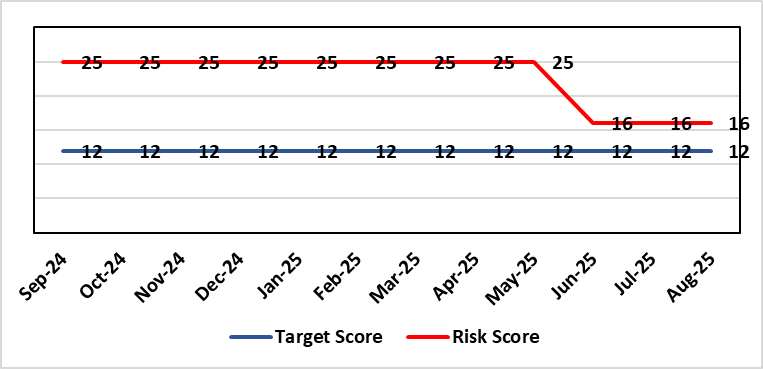 25 25 25 25 25 25 25 25 25
16 16 16
12 12 12 12 12 12 12 12 12 12 12 12
Sep-24 Oct-24 Nov-24 Dec-24 Jan-25 Feb-25 Mar-25 Apr-25 May-25 Jun-25 Jul-25 Aug-25
Target Score Risk Score